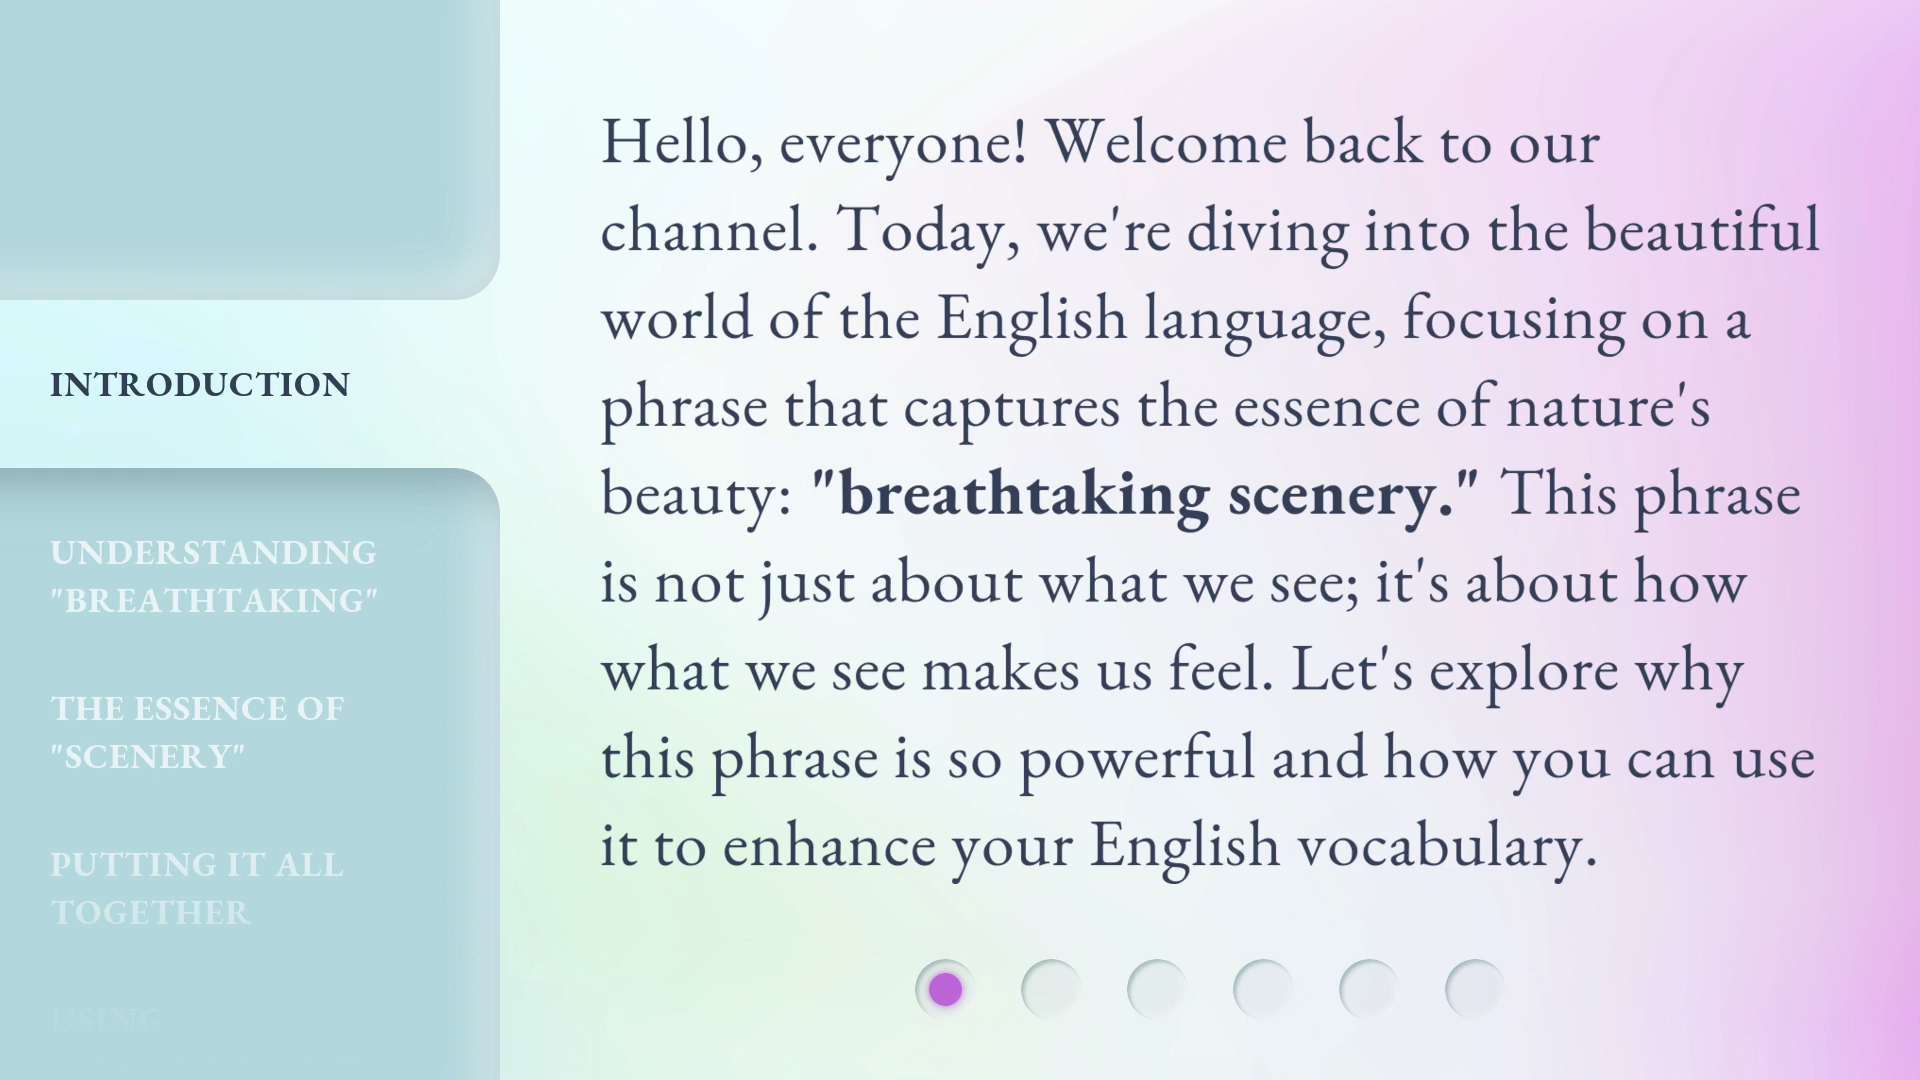 INTRODUCTION
UNDERSTANDING
"BREATHTAKING"
THE ESSENCE OF
"SCENERY"
PUTTING IT ALL
TOGETHER
USING
Hello, everyone! Welcome back to our
channel. Today, we're diving into the beautiful
world of the English language, focusing on a
phrase that captures the essence of nature's
beauty: "breathtaking scenery." This phrase
is not just about what we see; it's about how
what we see makes us feel. Let's explore why
this phrase is so powerful and how you can use
it to enhance your English vocabulary.